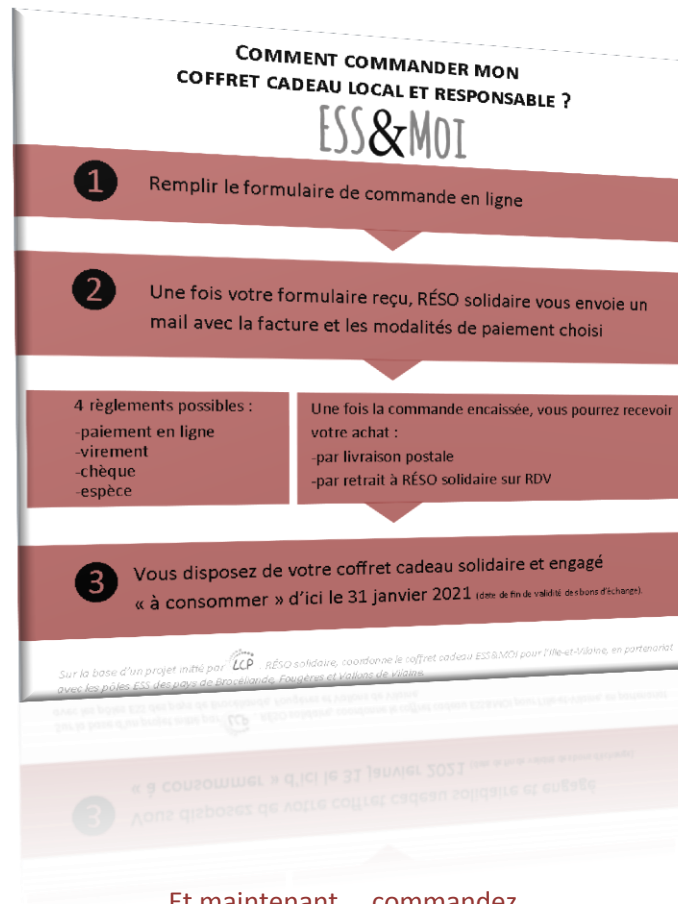 COMMENT COMMANDER MON
COFFRET CADEAU LOCAL ET RESPONSABLE ?
ESS&MOI
1 Remplir le formulaire de commande en ligne
2 Une fois votre formulaire reçu, RÉSO solidaire vous envoie un
mail avec la facture et les modalités de paiement choisi
4 règlements possibles :
-paiement en ligne
-virement
-chèque
-espèce
Une fois la commande encaissée, vous pourrez recevoir
votre achat :
-par livraison postale
-par retrait à RÉSO solidaire sur RDV
3 Vous disposez de votre coffret cadeau solidaire et engagé
« à consommer » d'ici le 31 janvier 2021 (date de fin de validité des bons d'échange).
Sur la base d'un projet initié par LCP . RÉSO solidaire, coordonne le coffret cadeau ESS&MOI pour l'Ille-et-Vilaine, en partenariat
avec les pôles ESS des pays de Brocéliande, Fougères et Vallons de Vilaine.
Et maintenant ... commandez